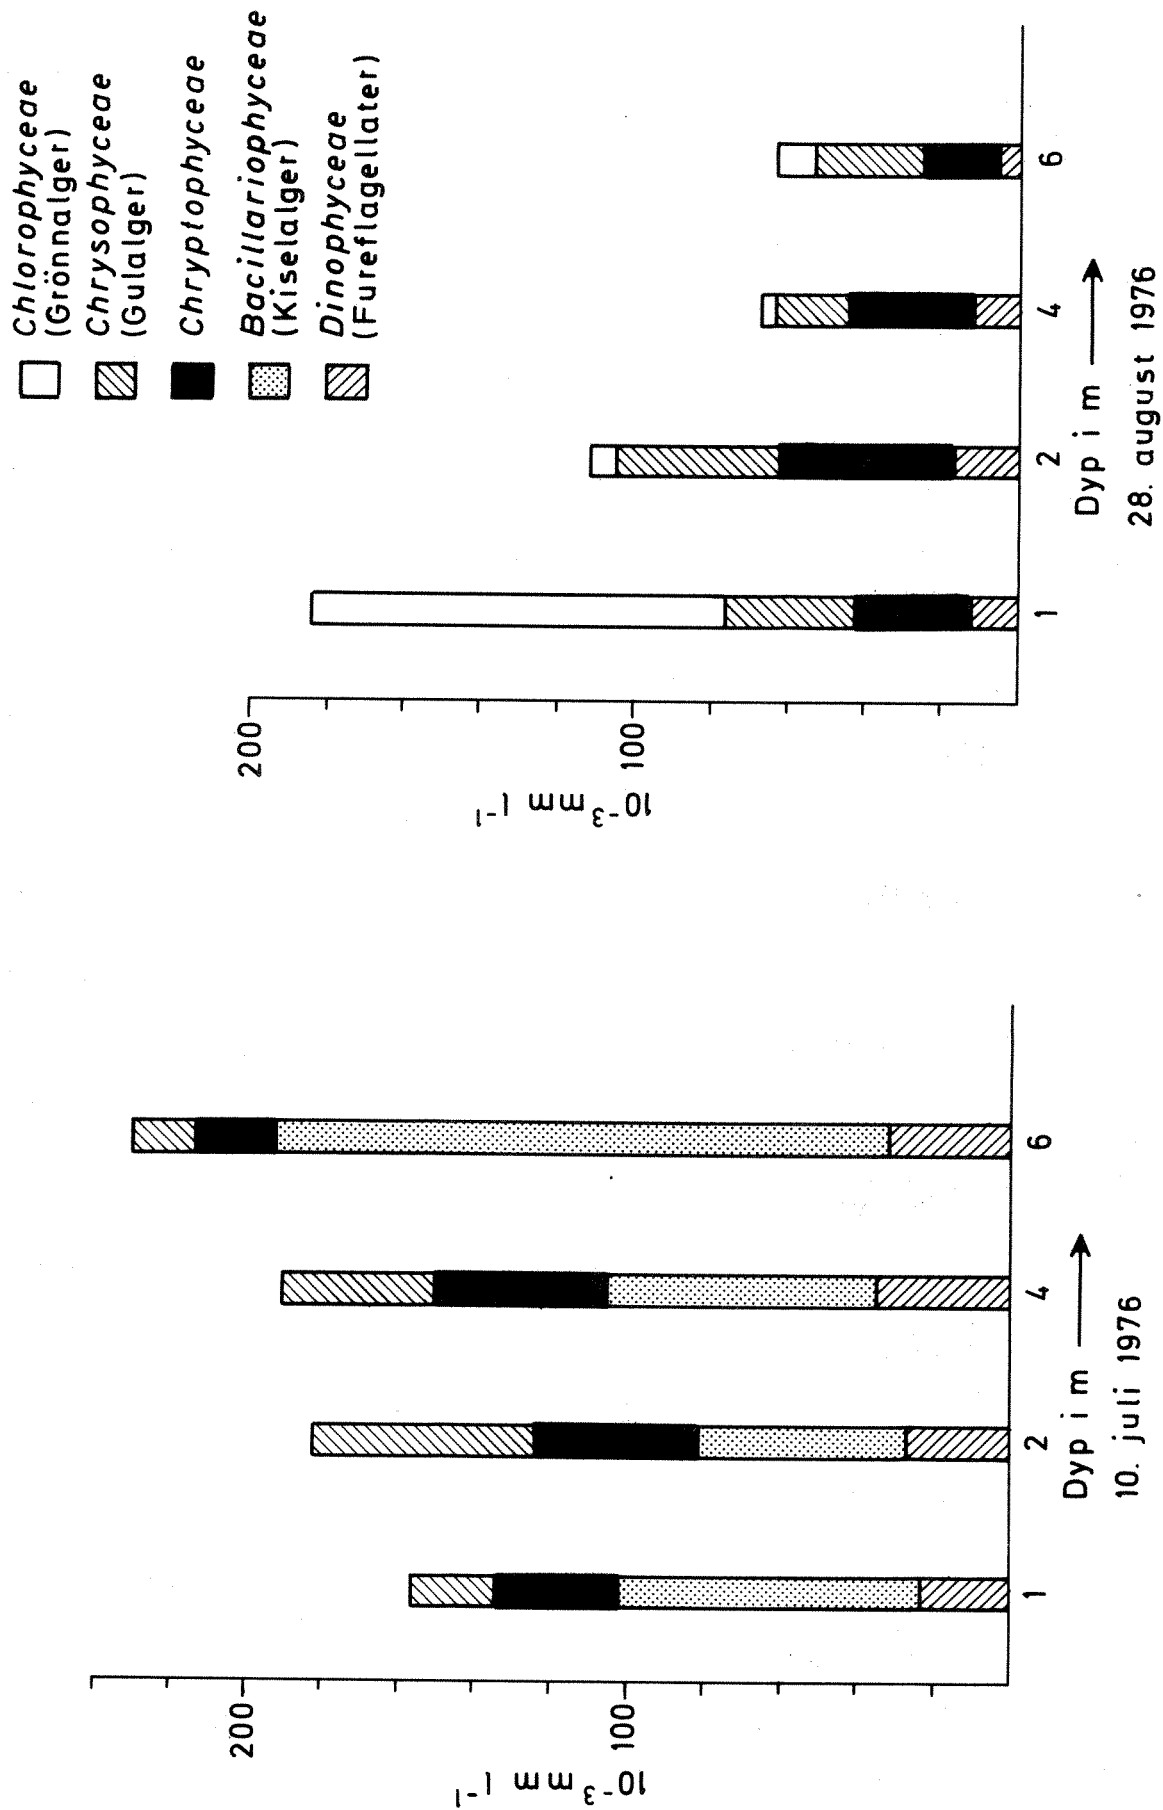 Chlorophyceae
(Grönnalger)
Chrysophyceae
(Gulalger)
Chryptophyceae
Bacillariophyceae
(Kiselalger)
Dinophyceae
(Fureflagellater)
200
100
10⁻³mm l⁻¹
1 2 4 6
Dyp i m →
10. juli 1976
200
100
10⁻³mm l⁻¹
1 2 4 6
Dyp i m →
28. august 1976